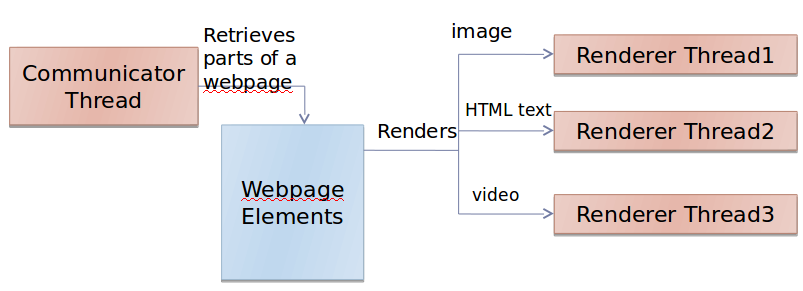 Communicator
Thread
Retrieves
parts of a
webpage
Webpage
Elements
Renders
image
HTML text
video
Renderer Thread1
Renderer Thread2
Renderer Thread3